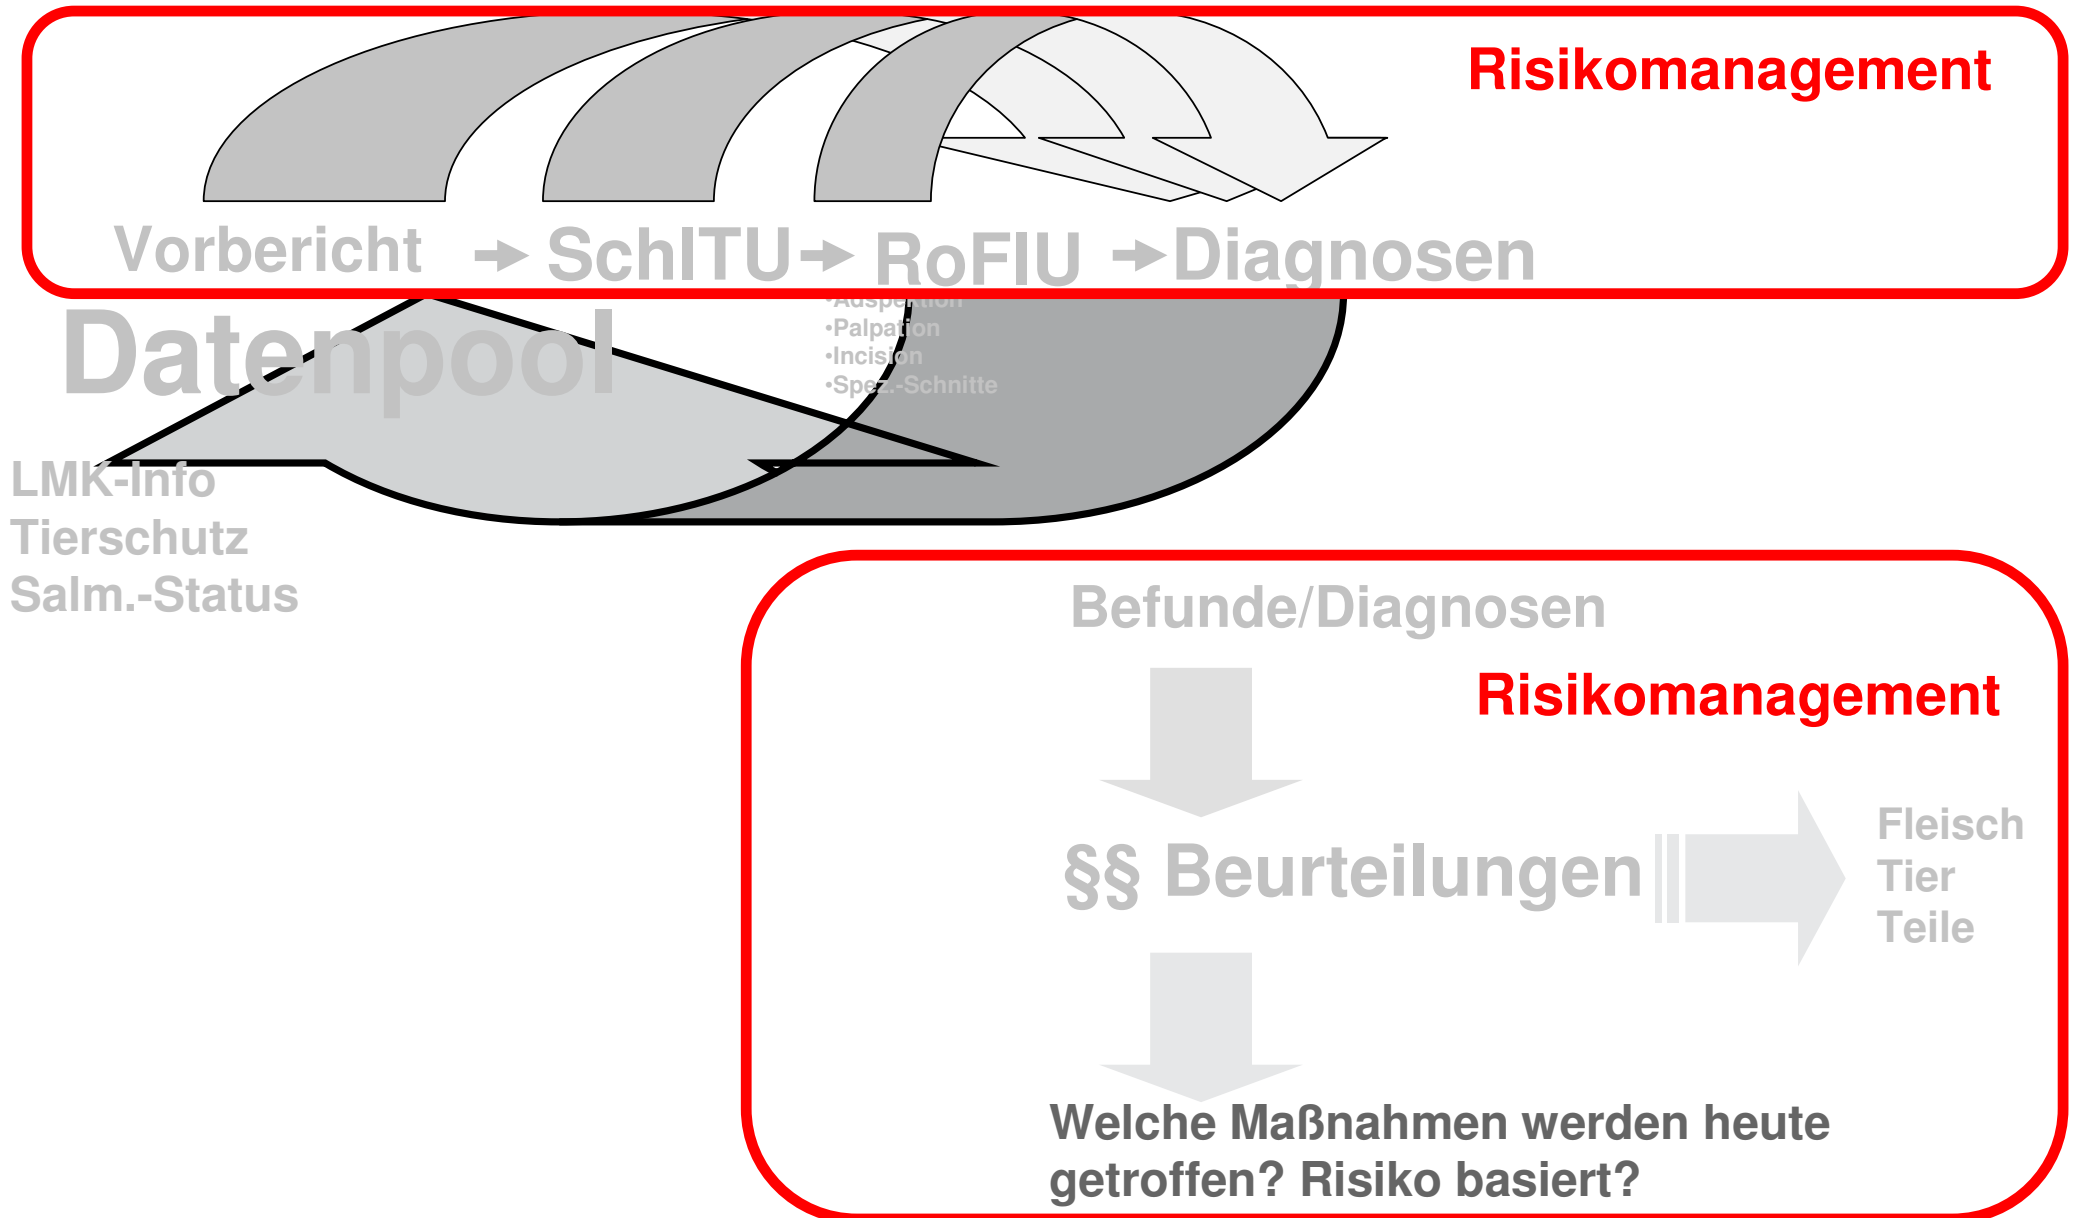 Risikomanagement
Vorbericht SchlTU RoFlU Diagnosen
•Adspektion
•Palpation
•Incision
•Spez.-Schnitte
Datenpool
LMK-Info
Tierschutz
Salm.-Status
Befunde/Diagnosen
Risikomanagement
§§ Beurteilungen
Fleisch
Tier
Teile
Welche Maßnahmen werden heute
getroffen? Risiko basiert?